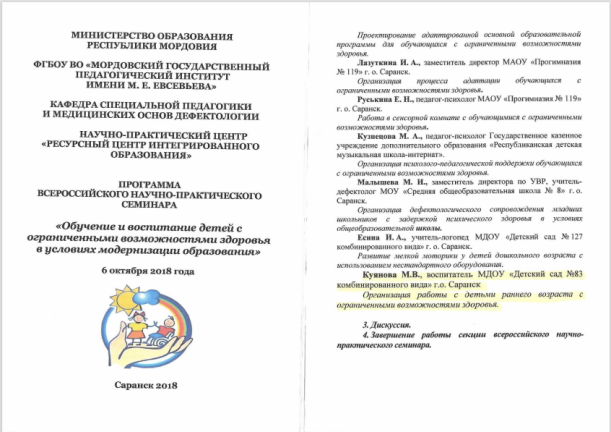 МИНИСТЕРСТВО ОБРАЗОВАНИЯ
РЕСПУБЛИКИ МОРДОВИЯ
ФГБОУ ВО «МОРДОВСКИЙ ГОСУДАРСТВЕННЫЙ
ПЕДАГОГИЧЕСКИЙ ИНСТИТУТ
ИМЕНИ М. Е. ЕВСЕВЬЕВА»
КАФЕДРА СПЕЦИАЛЬНОЙ ПЕДАГОГИКИ
И МЕДИЦИНСКИХ ОСНОВ ДЕФЕКТОЛОГИИ
НАУЧНО-ПРАКТИЧЕСКИЙ ЦЕНТР
«РЕСУРСНЫЙ ЦЕНТР ИНТЕГРИРОВАННОГО
ОБРАЗОВАНИЯ»
ПРОГРАММА
ВСЕРОССИЙСКОГО НАУЧНО-ПРАКТИЧЕСКОГО
СЕМИНАРА
«Обучение и воспитание детей с
ограниченными возможностями здоровья
в условиях модернизации образования»
6 октября 2018 года
Саранск 2018
Проектирование адаптированной основной образовательной
программы для обучающихся с ограниченными возможностями
здоровья.
Лазуткина И. А., заместитель директор МАОУ «Прогимназия
№ 119» г. о. Саранск.
Организация процесса адаптации обучающихся с
ограниченными возможностями здоровья.
Руськина Е. Н., педагог-психолог МАОУ «Прогимназия № 119»
г. о. Саранск.
Работа в сенсорной комнате с обучающимися с ограниченными
возможностями здоровья.
Кузнецова М. А., педагог-психолог Государственное казенное
учреждение дополнительного образования «Республиканская детская
музыкальная школа-интернат».
Организация психолого-педагогической поддержки обучающихся
с ограниченными возможностями здоровья.
Малышева М. Н., заместитель директора по УВР, учитель-
дефектолог МОУ «Средняя общеобразовательная школа № 8» г. о.
Саранск.
Организация дефектологического сопровождения младших
школьников с задержкой психического здоровья в условиях
общеобразовательной школы.
Есина Н. А., учитель-логопед МДОУ «Детский сад № 127
комбинированного вида» г. о. Саранск.
Развитие мелкой моторики у детей дошкольного возраста с
использованием нестандартного оборудования.
Куянова М.В., воспитатель МДОУ «Детский сад №83
комбинированного вида» г.о. Саранск
Организация работы с детьми раннего возраста с
ограниченными возможностями здоровья.
3. Дискуссия.
4. Завершение работы секции всероссийского научно-
практического семинара.